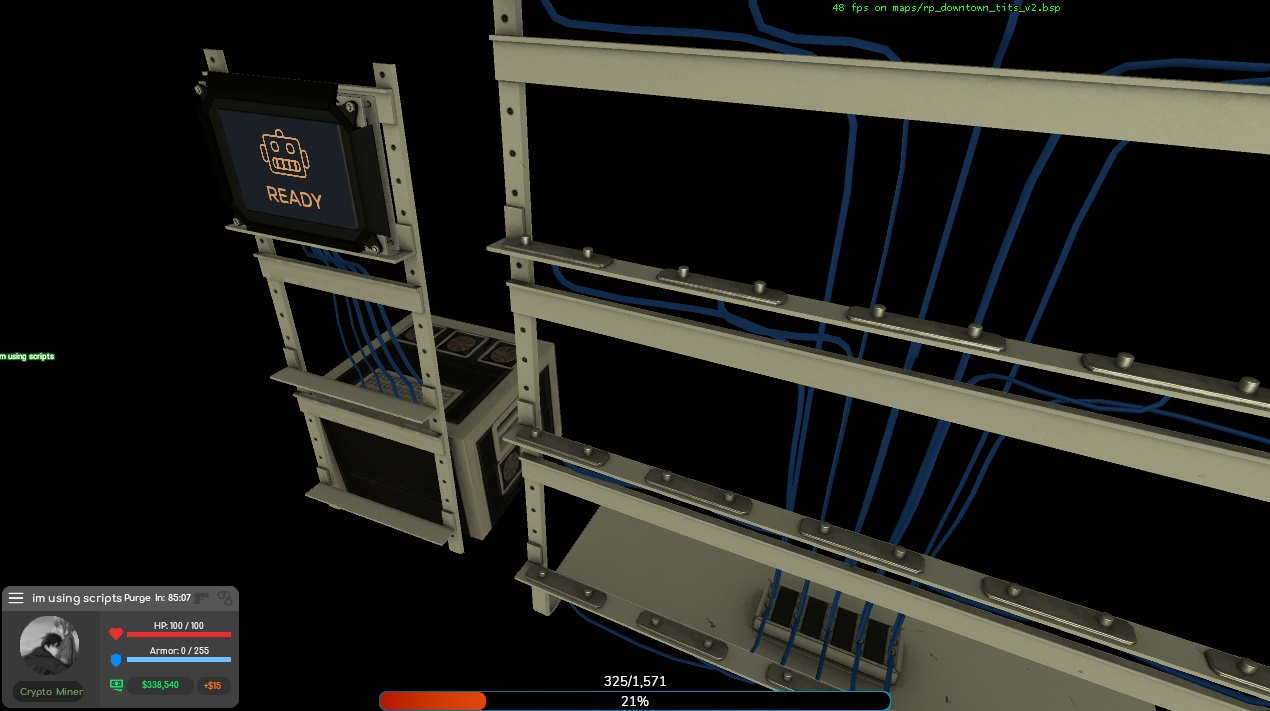 48 fps on maps/rp_downtown_tits_v2.bsp
READY
m using scripts
im using scripts Purge In: 85:07
HP: 100 / 100
Armor: 0 / 255
Crypto Miner
$338,540
+$15
325/1,571
21%